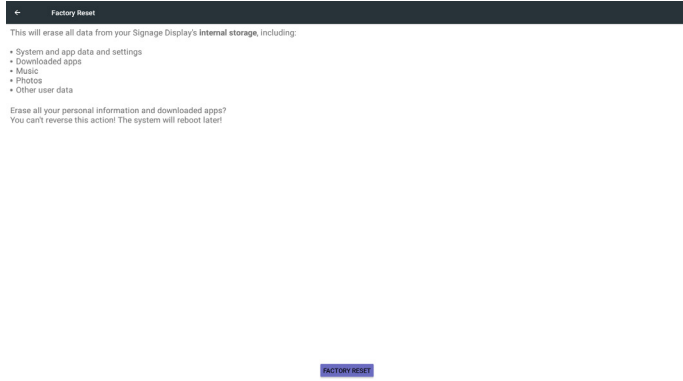 ← Factory Reset
This will erase all data from your Signage Display's internal storage, including:
• System and app data and settings
• Downloaded apps
• Music
• Photos
• Other user data
Erase all your personal information and downloaded apps?
You can't reverse this action! The system will reboot later!
FACTORY RESET